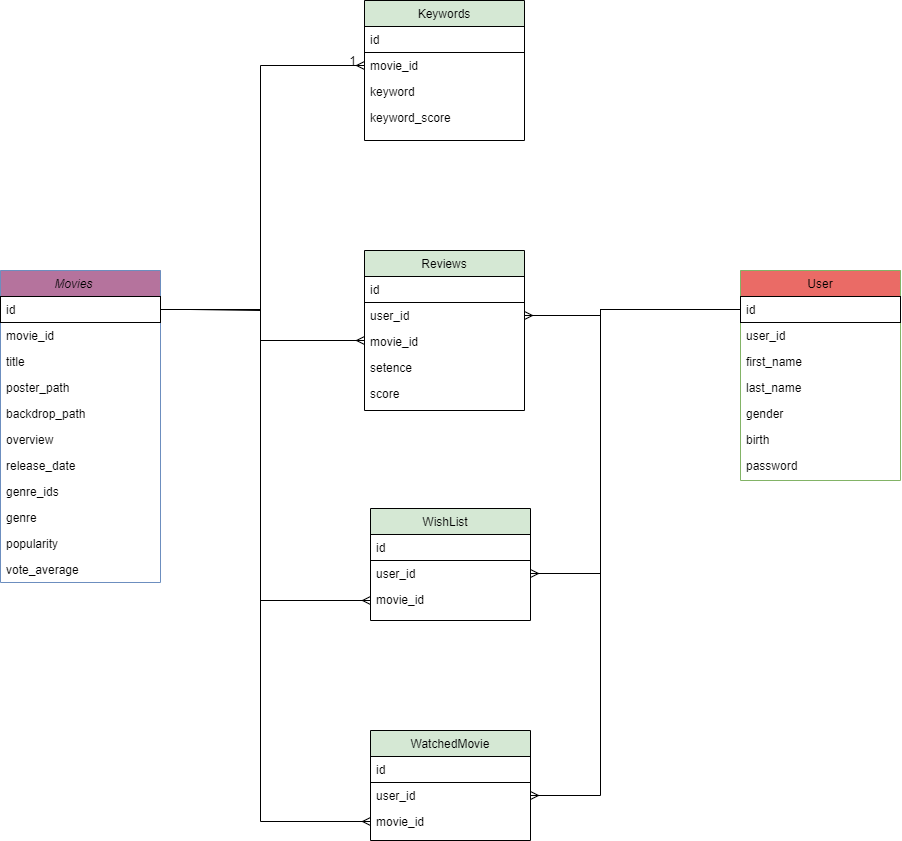 Keywords
id
1
movie_id
keyword
keyword_score
Movies
id
movie_id
title
poster_path
backdrop_path
overview
release_date
genre_ids
genre
popularity
vote_average
Reviews
id
user_id
movie_id
setence
score
User
id
user_id
first_name
last_name
gender
birth
password
WishList
id
user_id
movie_id
WatchedMovie
id
user_id
movie_id